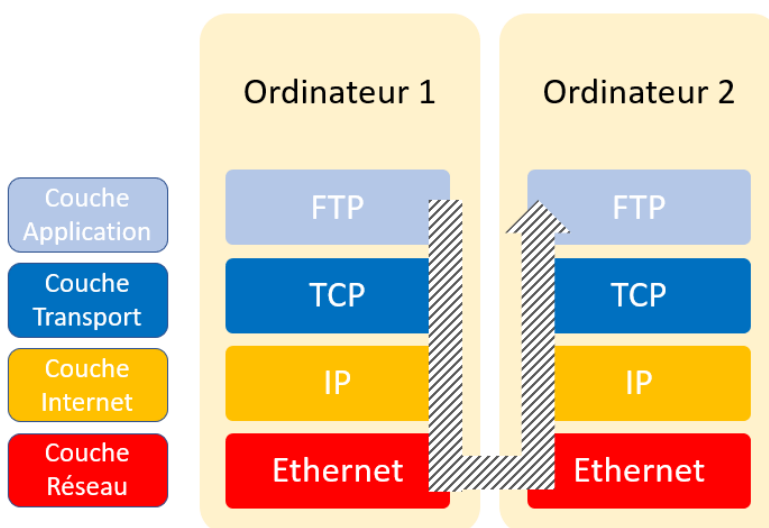 Ordinateur 1
Ordinateur 2
Couche
Application
FTP
FTP
Couche
Transport
TCP
TCP
Couche
Internet
IP
IP
Couche
Réseau
Ethernet
Ethernet